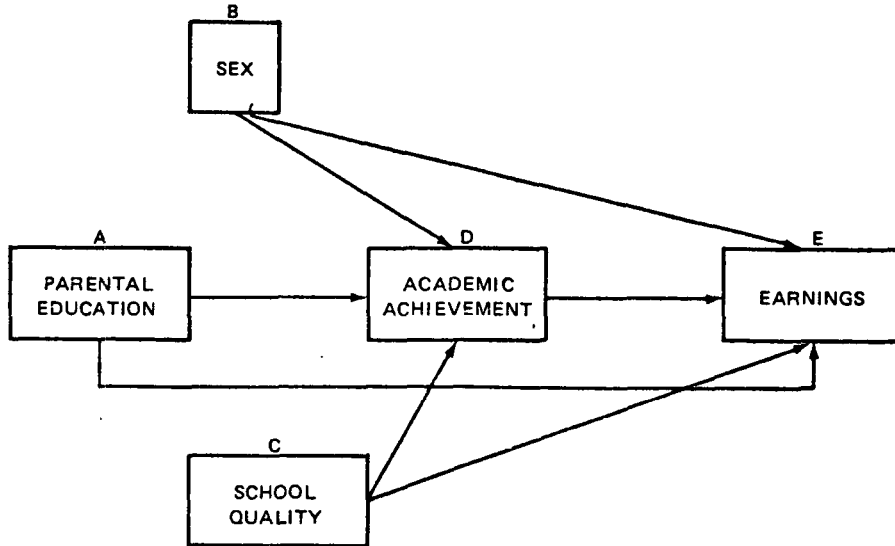 B
SEX
A
PARENTAL
EDUCATION
D
ACADEMIC
ACHIEVEMENT
E
EARNINGS
C
SCHOOL
QUALITY